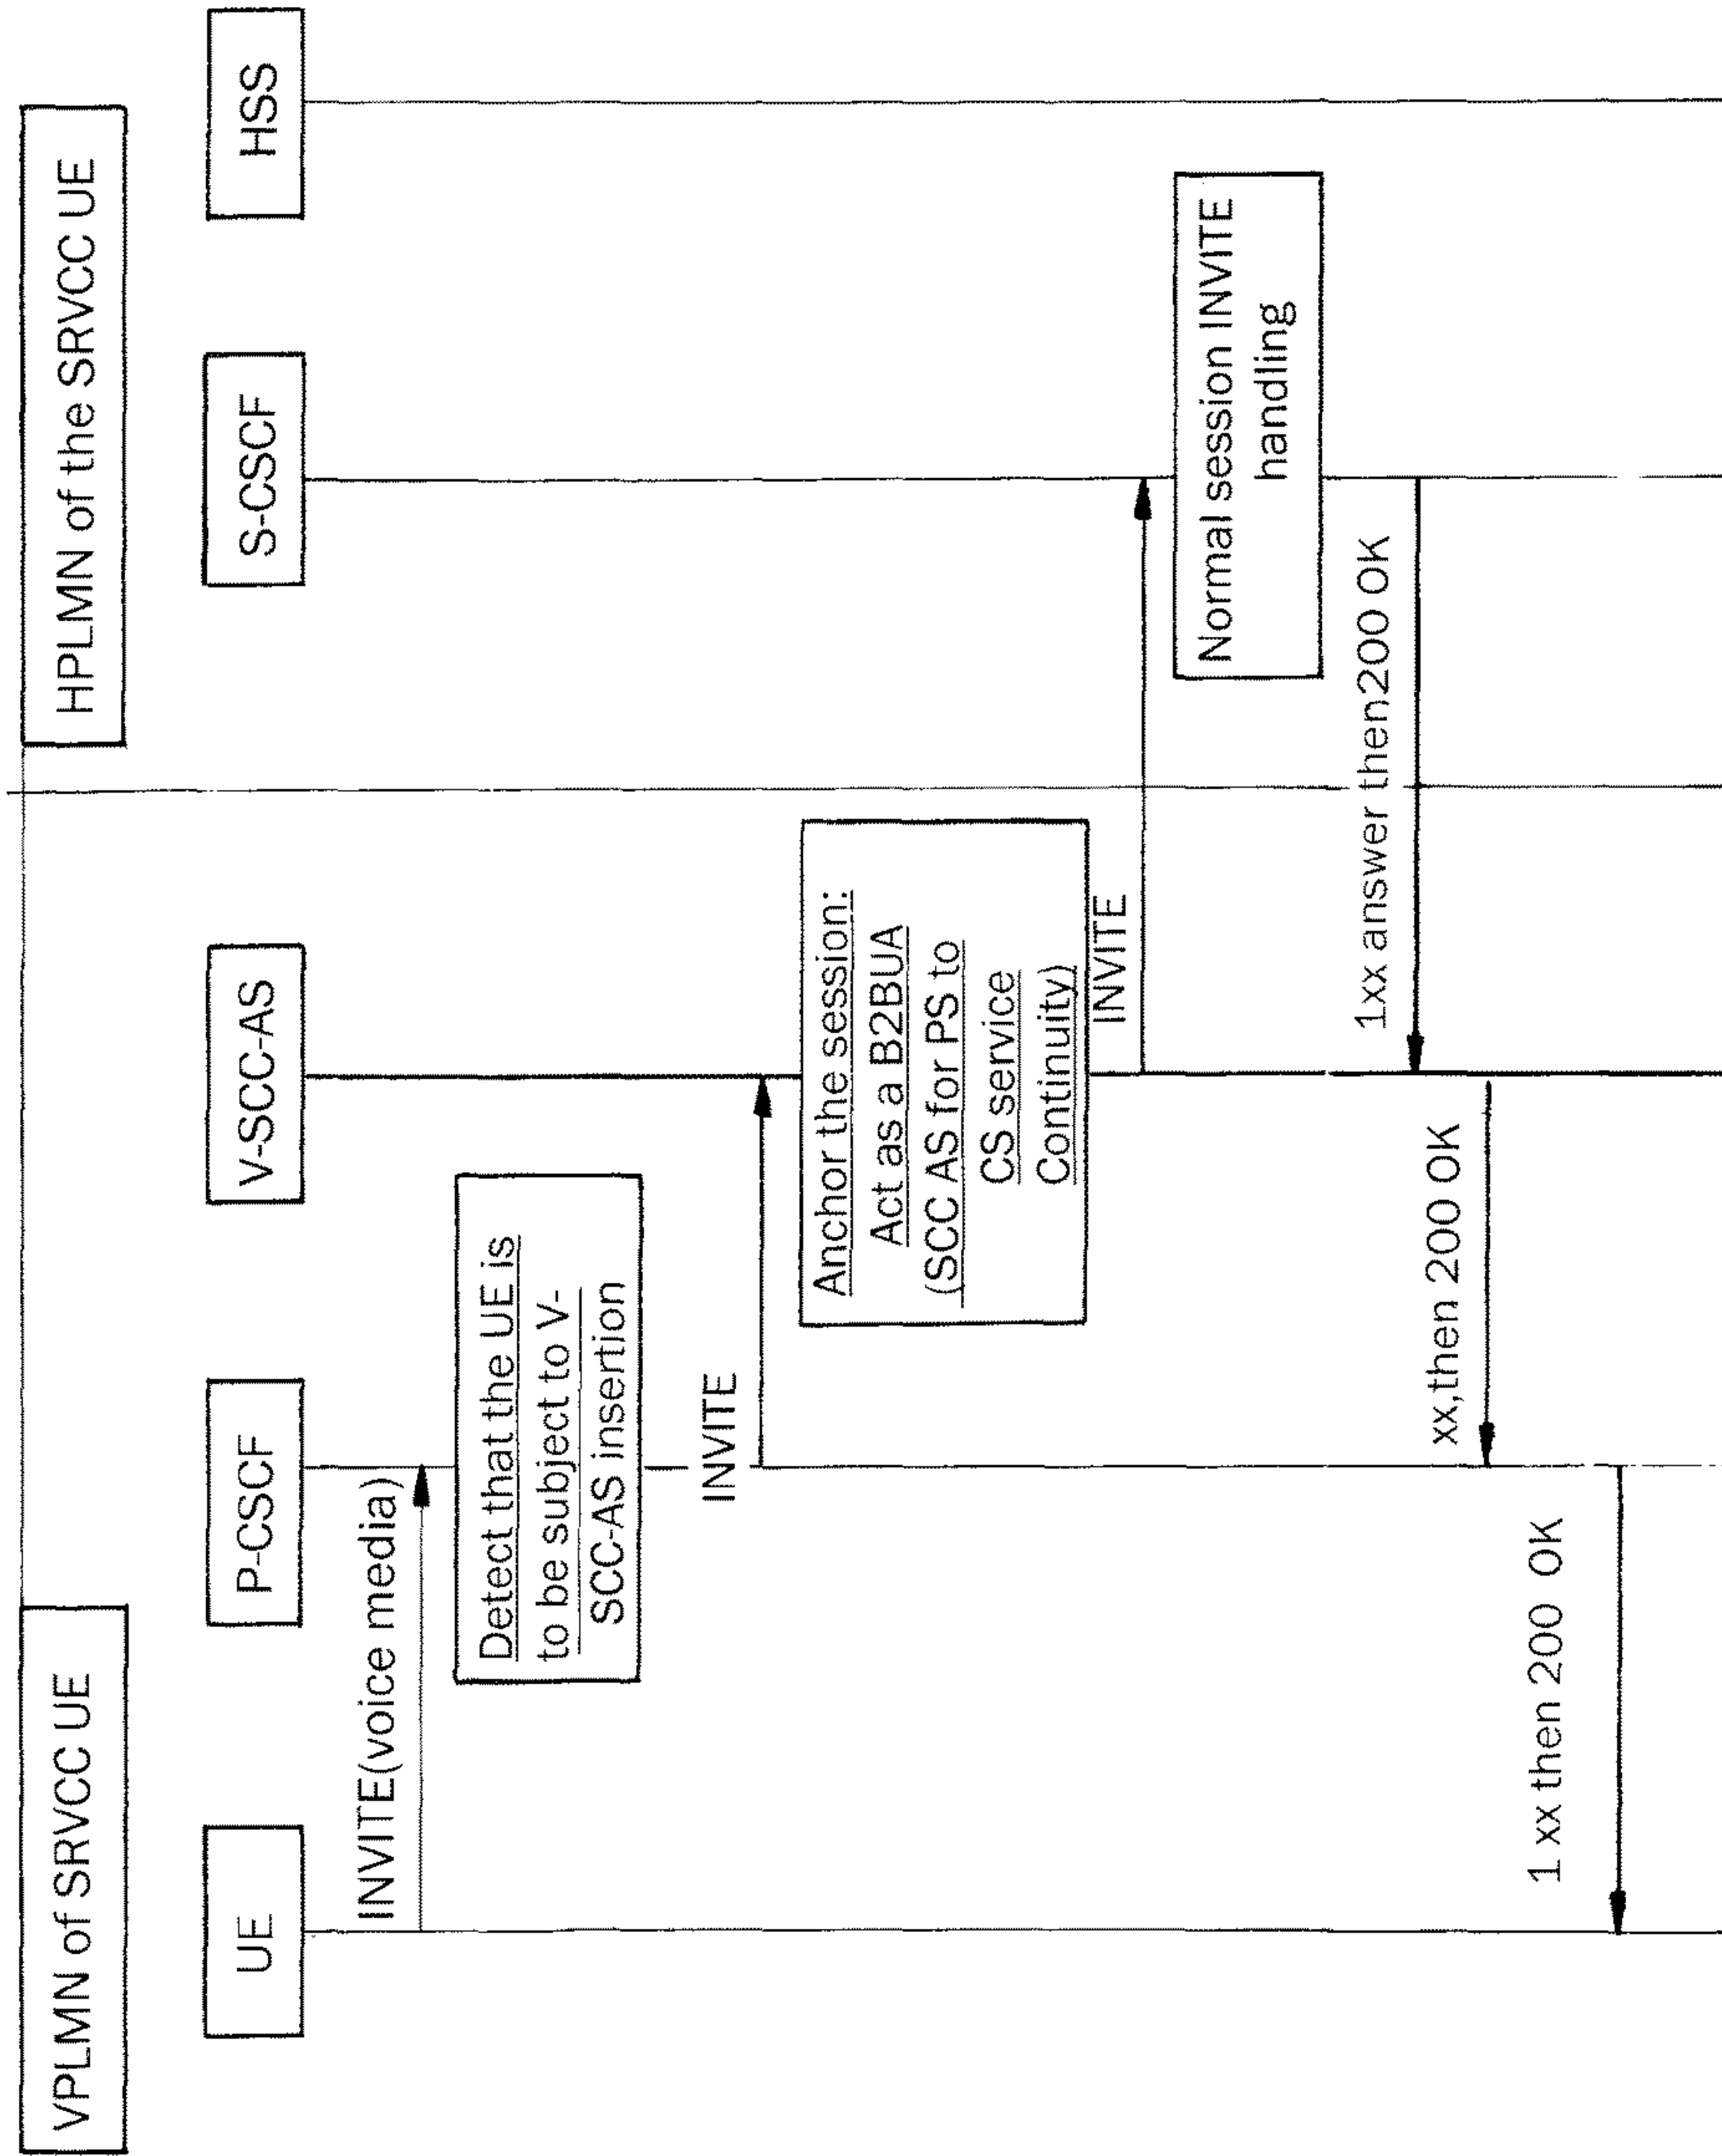 VPLMN of SRVCC UE
HPLMN of the SRVCC UE
UE
P-CSCF
V-SCC-AS
S-CSCF
HSS
INVITE(voice media)
Detect that the UE is
to be subject to V-
SCC-AS insertion
INVITE
Anchor the session:
Act as a B2BUA
(SCC AS for PS to
CS service
Continuity)
INVITE
Normal session INVITE
handling
1xx answer then200 OK
xx,then 200 OK
1 xx then 200 OK